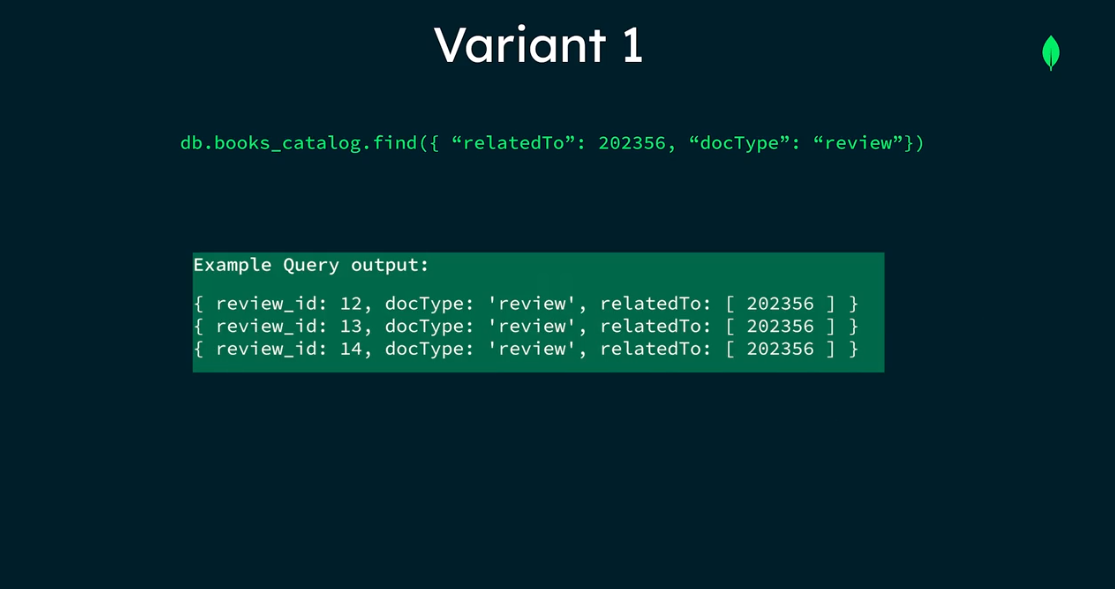 Variant 1
db.books_catalog.find({ “relatedTo”: 202356, “docType”: “review”})
Example Query output:
{ review_id: 12, docType: 'review', relatedTo: [ 202356 ] }
{ review_id: 13, docType: 'review', relatedTo: [ 202356 ] }
{ review_id: 14, docType: 'review', relatedTo: [ 202356 ] }